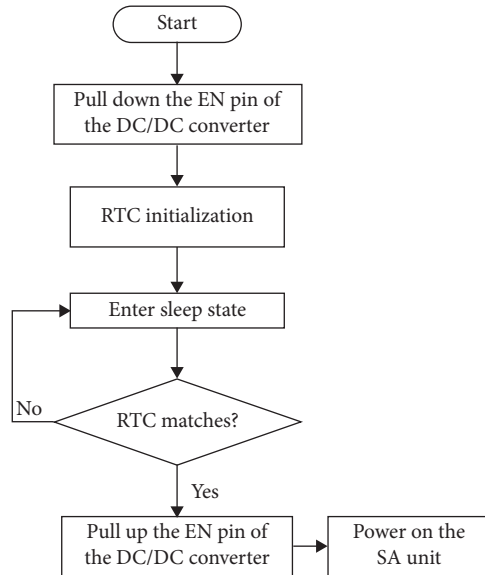 Start
Pull down the EN pin of
the DC/DC converter
RTC initialization
Enter sleep state
RTC matches?
No
Yes
Pull up the EN pin of
the DC/DC converter
Power on the
SA unit